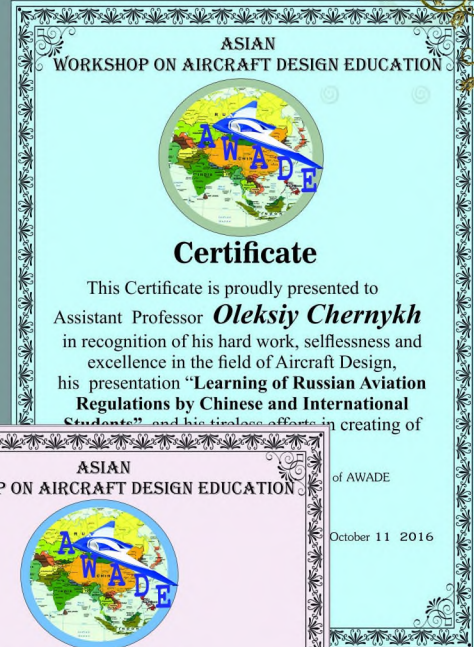 ASIAN
WORKSHOP ON AIRCRAFT DESIGN EDUCATION
AWADE
Certificate
This Certificate is proudly presented to
Assistant Professor Oleksiy Chernykh
in recognition of his hard work, selflessness and
excellence in the field of Aircraft Design,
his presentation “Learning of Russian Aviation
Regulations by Chinese and International
Students” and his tireless efforts in creating of
of AWADE
October 11 2016
ASIAN
P ON AIRCRAFT DESIGN EDUCATION
AWADE